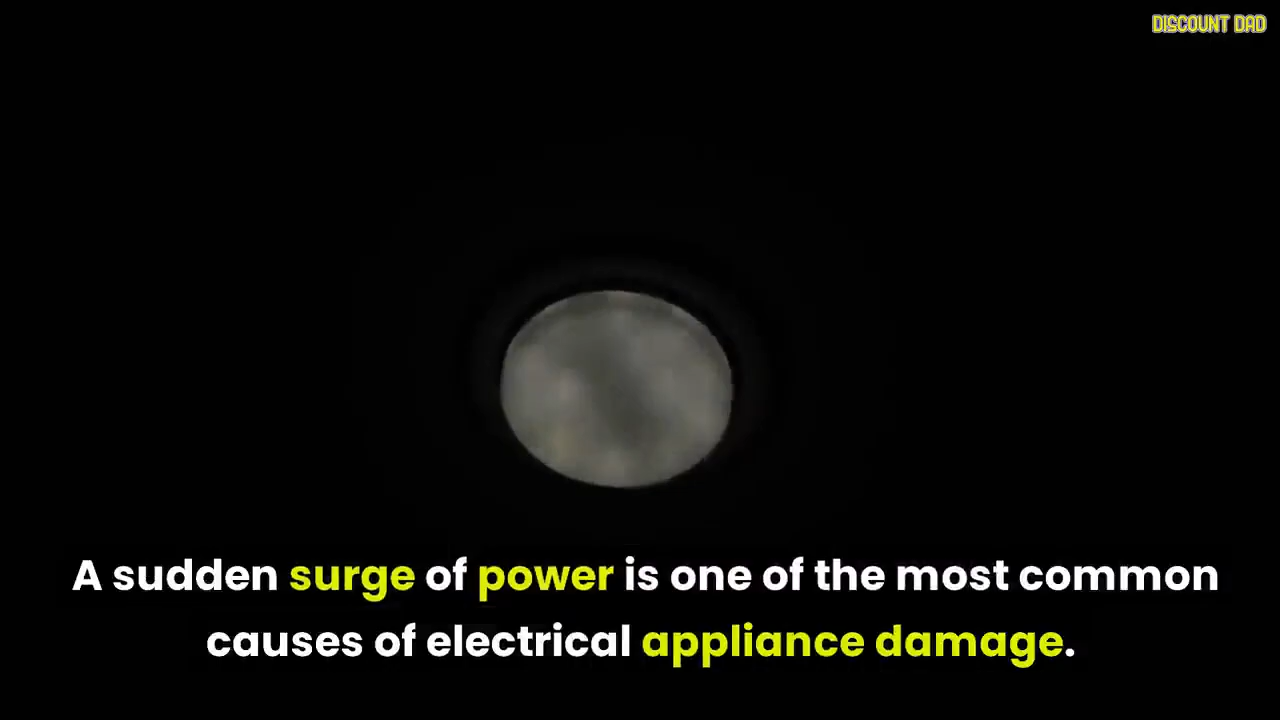 DISCOUNT DAD
A sudden surge of power is one of the most common
causes of electrical appliance damage.